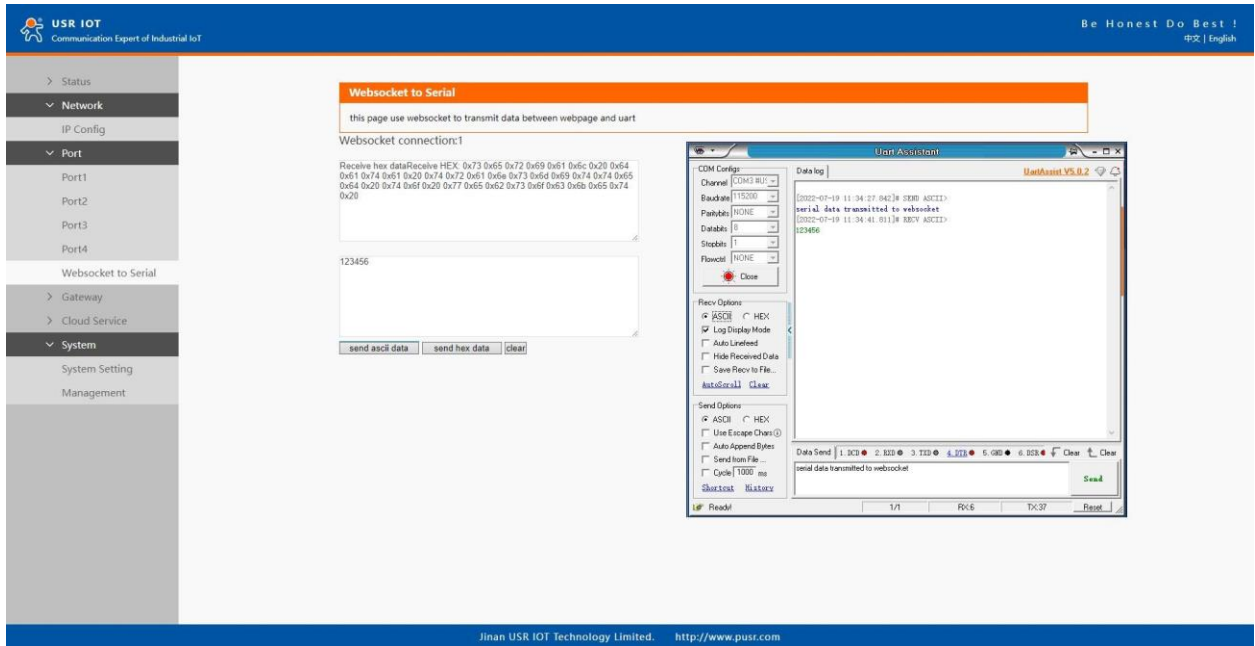 USR IOT
Communication Expert of Industrial IoT
Be Honest Do Best !
中文 | English
Status
Network
IP Config
Port
Port1
Port2
Port3
Port4
Websocket to Serial
Gateway
Cloud Service
System
System Setting
Management
Websocket to Serial
this page use websocket to transmit data between webpage and uart
Websocket connection:1
Receive hex dataReceive HEX: 0x73 0x65 0x72 0x69 0x61 0x6c 0x20 0x64
0x61 0x74 0x61 0x20 0x74 0x72 0x61 0x6e 0x73 0x6d 0x69 0x74 0x74 0x65
0x64 0x20 0x74 0x6f 0x20 0x77 0x65 0x62 0x73 0x6f 0x63 0x6b 0x65 0x74
0x20
123456
send ascii data send hex data clear
Uart Assistant
COM Configs
Channel COM3 #US
Baudrate 115200
Paritybits NONE
Databits 8
Stopbits 1
Flowctrl NONE
Close
Recv Options
ASCII HEX
Log Display Mode
Auto Linefeed
Hide Received Data
Save Recv to File...
AutoScroll Clear
Send Options
ASCII HEX
Use Escape Chars
Auto Append Bytes
Send from File ...
Cycle 1000 ms
Shortcut History
Data log
UartAssist V5.0.2
[2022-07-19 11:34:27.842]# SEND ASCII>
serial data transmitted to websocket
[2022-07-19 11:34:41.811]# RECV ASCII>
123456
Data Send 1. DCD 2. RXD 3. TXD 4. DTR 5. GND 6. DSR Clear Clear
serial data transmitted to websocket
Send
Ready! 1/1 RX:6 TX:37 Reset
Jinan USR IOT Technology Limited. http://www.pusr.com